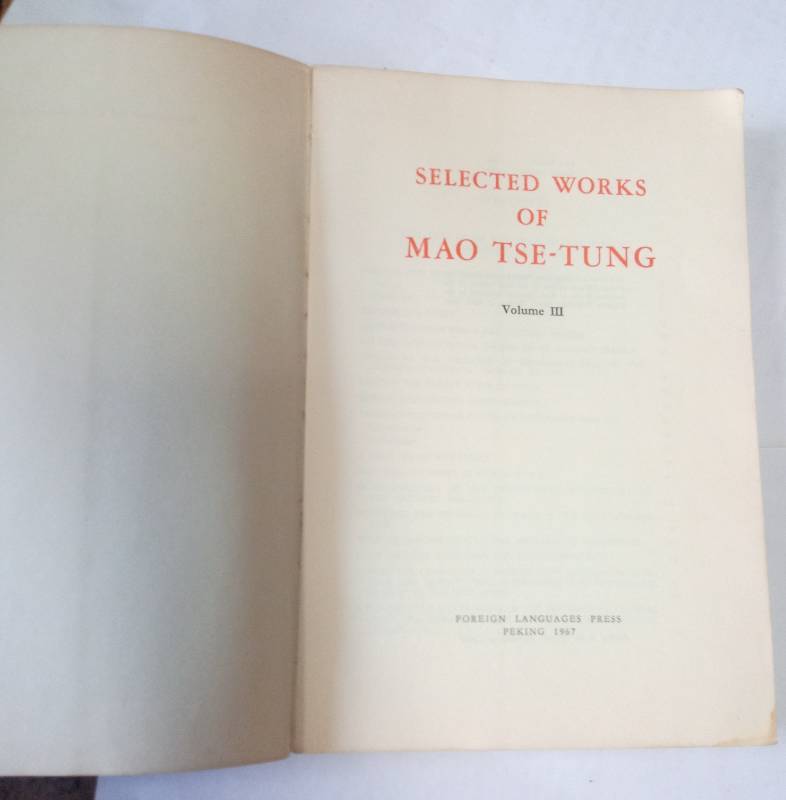 SELECTED WORKS
OF
MAO TSE-TUNG
Volume III
FOREIGN LANGUAGES PRESS
PEKING 1967